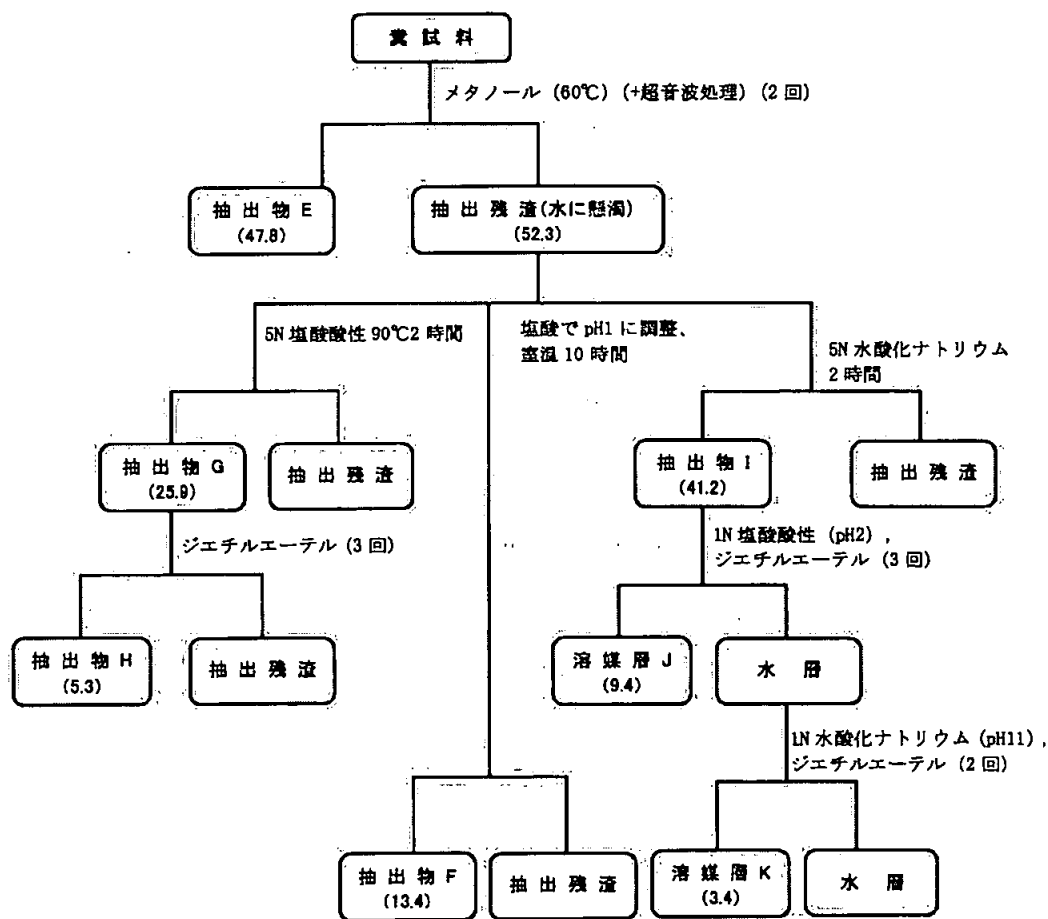 糞試料
メタノール (60℃) (+超音波処理) (2回)
抽出物E
(47.8)
抽出残渣(水に懸濁)
(52.3)
5N 塩酸酸性 90℃2 時間
塩酸で pH1 に調整、
室温 10 時間
5N 水酸化ナトリウム
2 時間
抽出物 G
(25.9)
抽出残渣
抽出物 I
(41.2)
抽出残渣
ジエチルエーテル (3回)
1N 塩酸酸性 (pH2) ,
ジエチルエーテル (3回)
抽出物 H
(5.3)
抽出残渣
溶媒層 J
(9.4)
水層
1N 水酸化ナトリウム (pH11) ,
ジエチルエーテル (2回)
抽出物 F
(13.4)
抽出残渣
溶媒層 K
(3.4)
水層